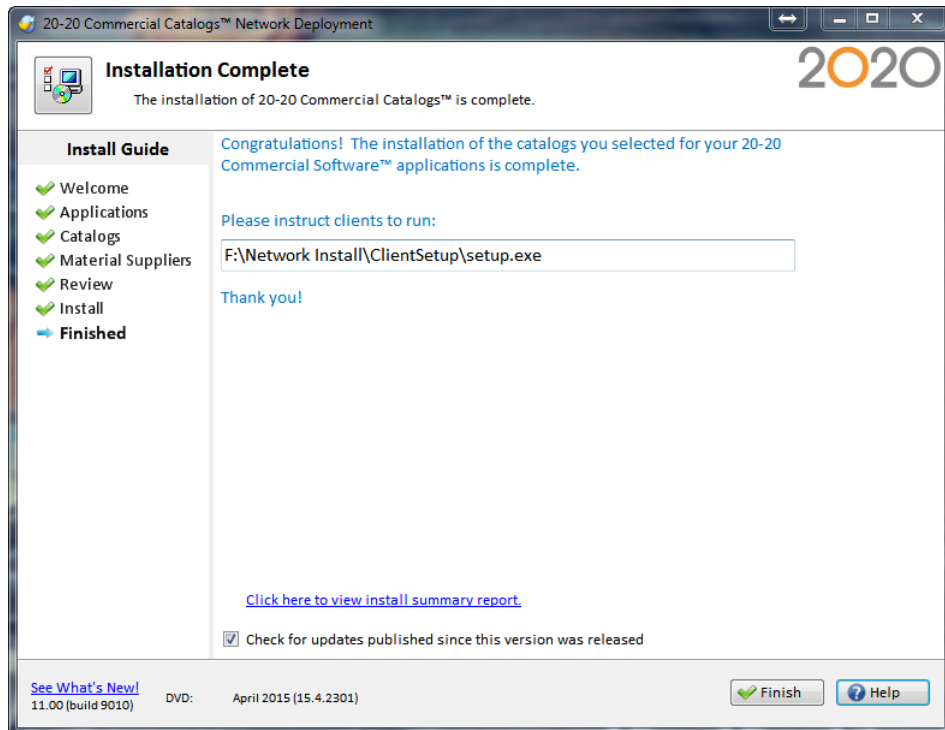 20-20 Commercial Catalogs™ Network Deployment
Installation Complete
The installation of 20-20 Commercial Catalogs™ is complete.
2020
Install Guide
Welcome
Applications
Catalogs
Material Suppliers
Review
Install
Finished
Congratulations! The installation of the catalogs you selected for your 20-20
Commercial Software™ applications is complete.
Please instruct clients to run:
F:\Network Install\ClientSetup\setup.exe
Thank you!
Click here to view install summary report.
Check for updates published since this version was released
See What's New!
11.00 (build 9010)
DVD: April 2015 (15.4.2301)
Finish
Help